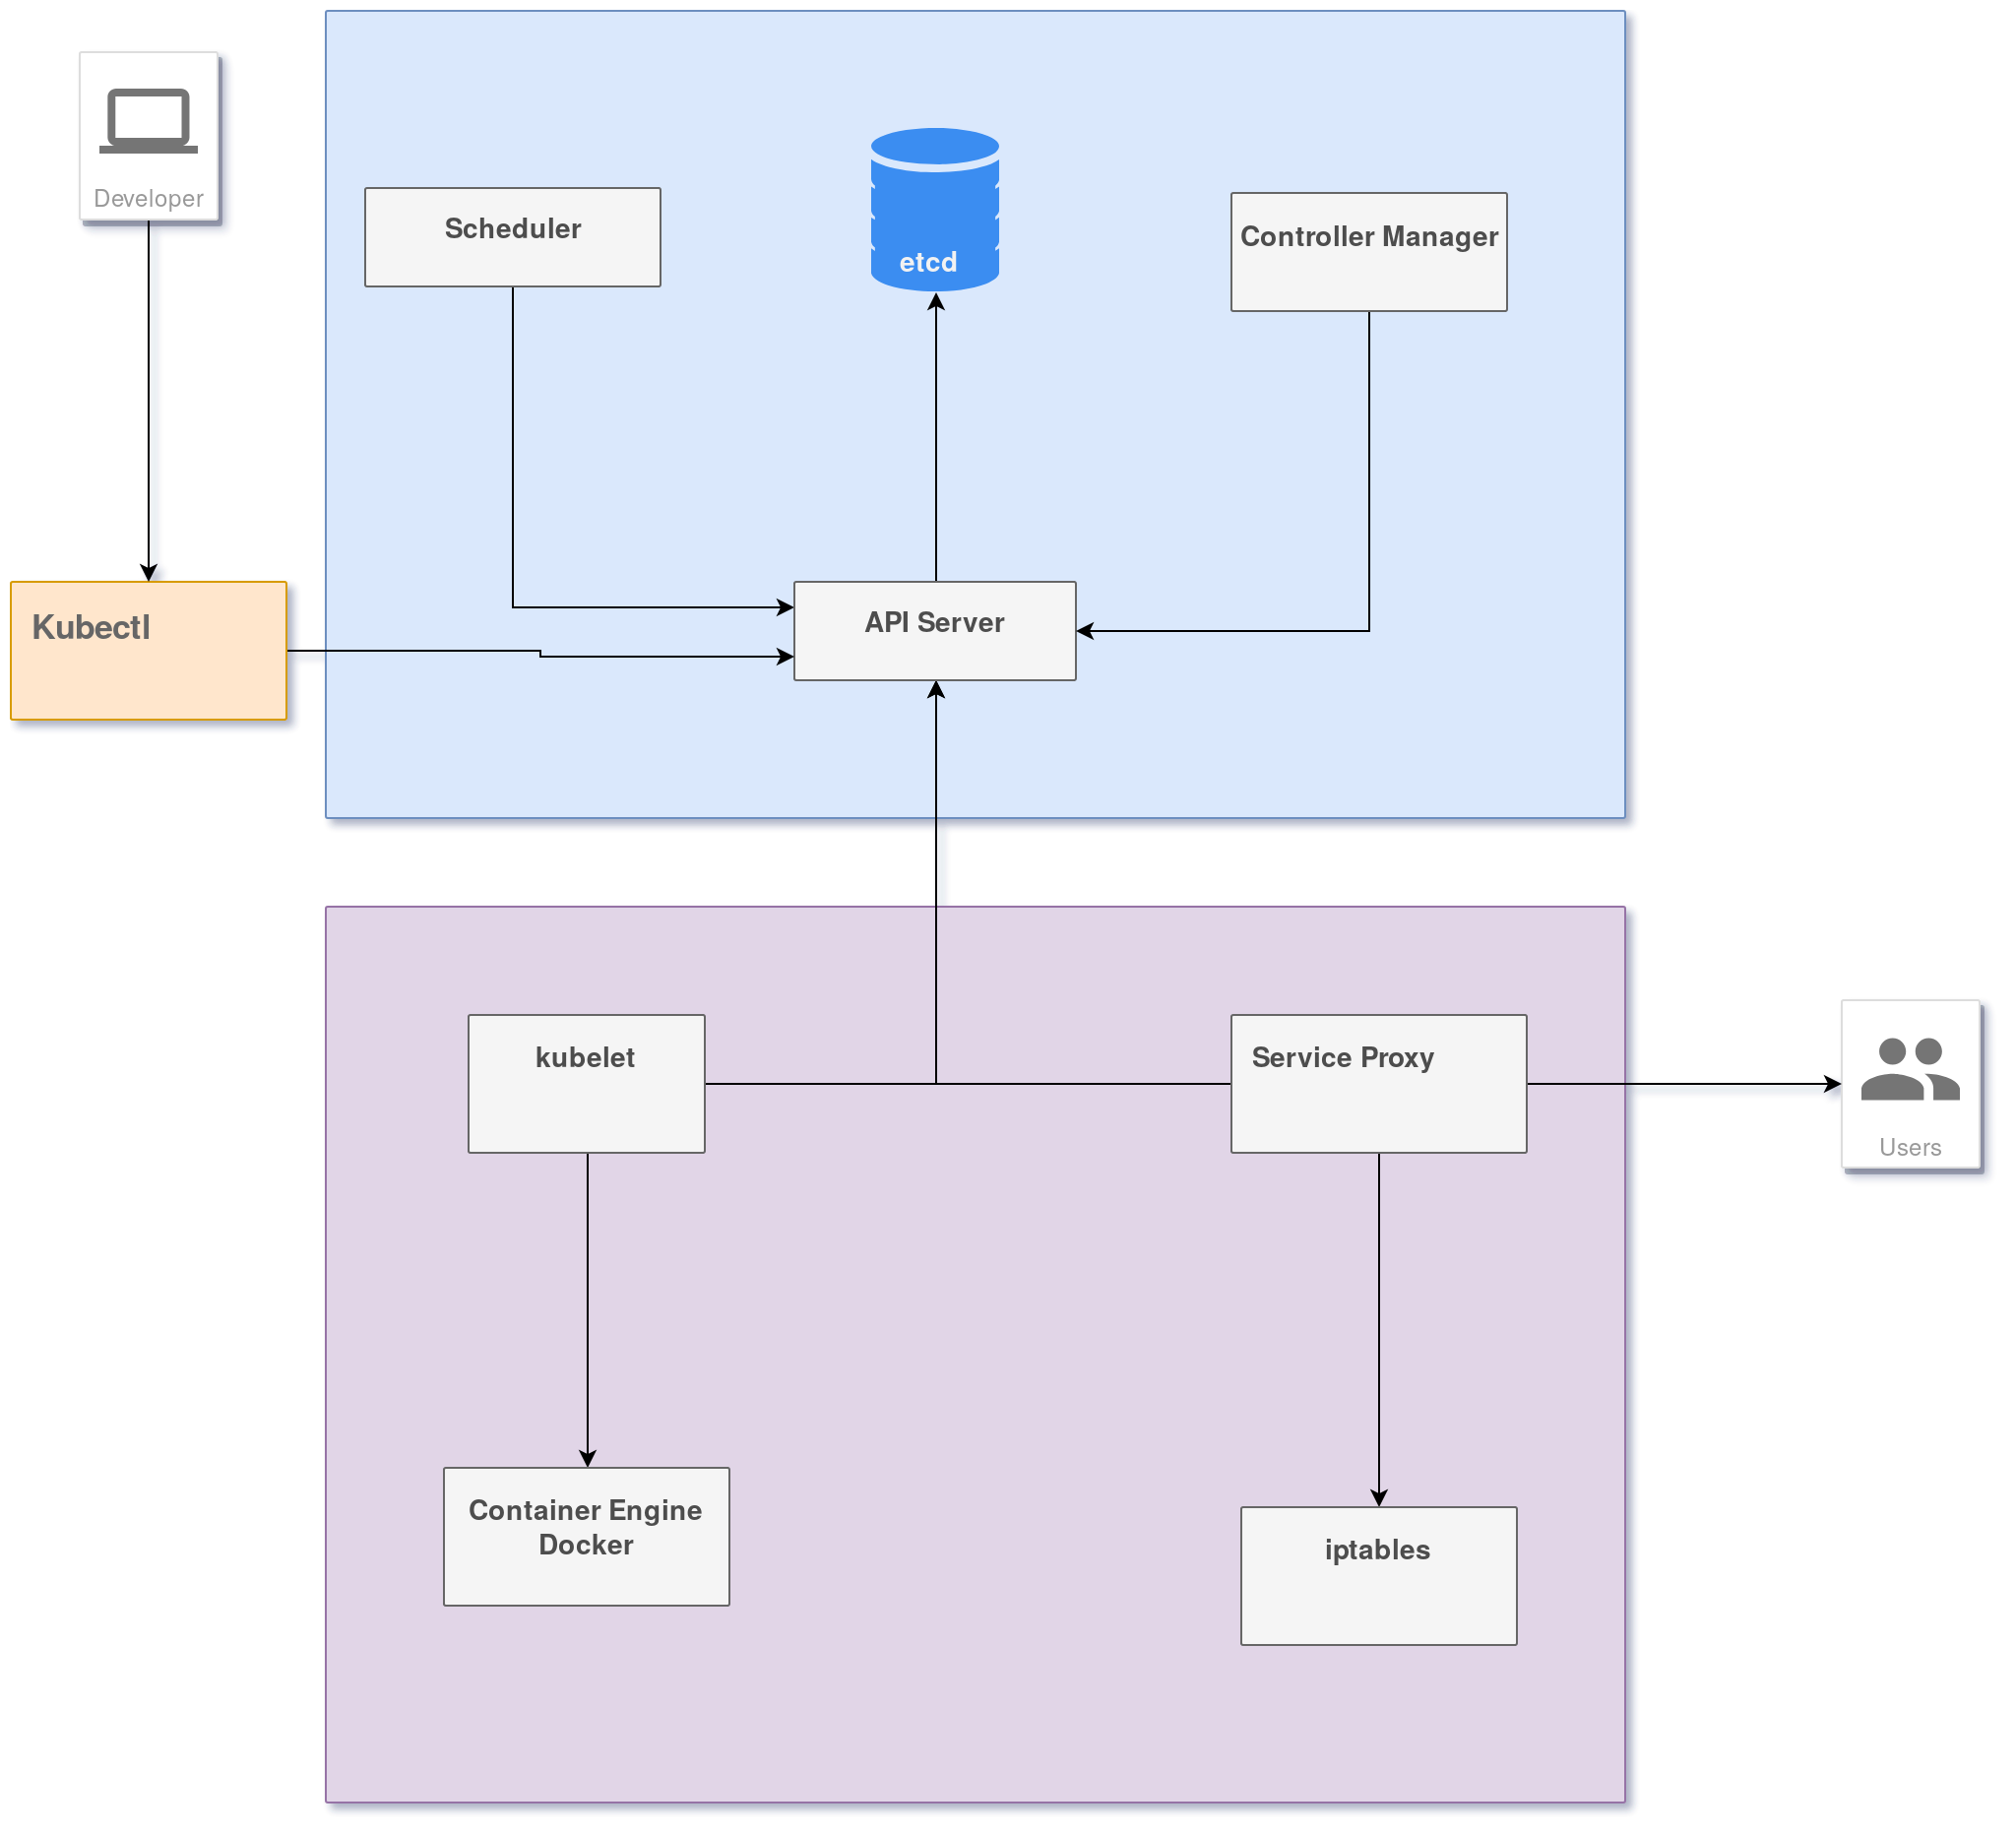 Developer
Scheduler
etcd
Controller Manager
Kubectl
API Server
kubelet
Service Proxy
Users
Container Engine
Docker
iptables